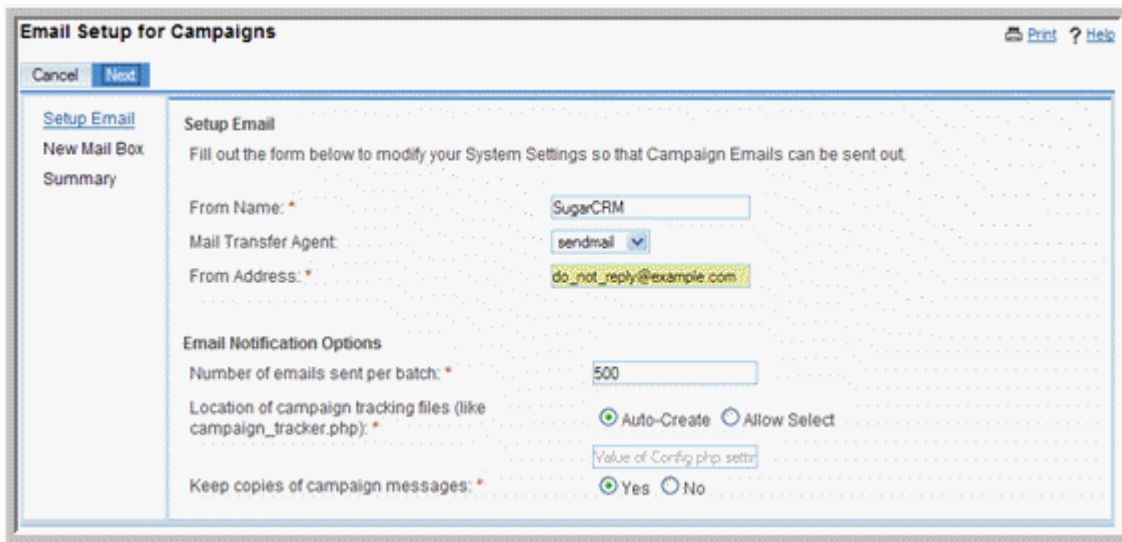 Email Setup for Campaigns
Print ? Help
Cancel Next
Setup Email
New Mail Box
Summary
Setup Email
Fill out the form below to modify your System Settings so that Campaign Emails can be sent out.
From Name: * SugarCRM
Mail Transfer Agent: sendmail
From Address: * do_not_reply@example.com
Email Notification Options
Number of emails sent per batch: * 500
Location of campaign tracking files (like
campaign_tracker.php): * Auto-Create Allow Select
Value of Config.php settin
Keep copies of campaign messages: * Yes No